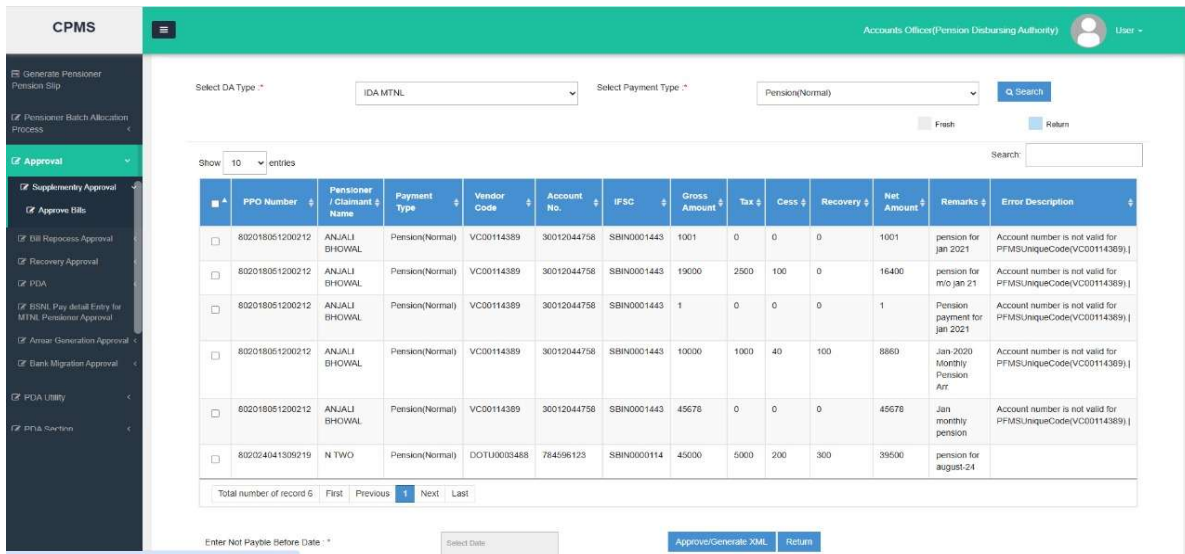 CPMS
Accounts Officer(Pension Disbursing Authority)
User
Generate Pensioner
Pension Slip
Pensioner Batch Allocation
Process
Approval
Supplementry Approval
Approve Bills
Bill Repocess Approval
Recovery Approval
PDA
BSNL Pay detail Entry for
MTNL Pensioner Approval
Arrear Generation Approval
Bank Migration Approval
PDA Utility
PDA Section
Select DA Type :*
IDA MTNL
Select Payment Type :*
Pension(Normal)
Search
Fresh
Return
Show 10 entries
Search:
PPO Number
Pensioner
/ Claimant
Name
Payment
Type
Vendor
Code
Account
No.
IFSC
Gross
Amount
Tax
Cess
Recovery
Net
Amount
Remarks
Error Description
802018051200212 ANJALI Pension(Normal) VC00114389 30012044758 SBIN0001443 1001 0 0 0 1001 pension for Account number is not valid for
BHOWAL jan 2021 PFMSUniqueCode(VC00114389).|
802018051200212 ANJALI Pension(Normal) VC00114389 30012044758 SBIN0001443 19000 2500 100 0 16400 pension for Account number is not valid for
BHOWAL m/o jan 21 PFMSUniqueCode(VC00114389).|
802018051200212 ANJALI Pension(Normal) VC00114389 30012044758 SBIN0001443 1 0 0 0 1 Pension Account number is not valid for
BHOWAL payment for PFMSUniqueCode(VC00114389).|
jan 2021
802018051200212 ANJALI Pension(Normal) VC00114389 30012044758 SBIN0001443 10000 1000 40 100 8860 Jan-2020 Account number is not valid for
BHOWAL Monthly PFMSUniqueCode(VC00114389).|
Pension
Arr.
802018051200212 ANJALI Pension(Normal) VC00114389 30012044758 SBIN0001443 45678 0 0 0 45678 Jan Account number is not valid for
BHOWAL monthly PFMSUniqueCode(VC00114389).|
pension
802024041309219 N TWO Pension(Normal) DOTU0003488 784596123 SBIN0000114 45000 5000 200 300 39500 pension for
august-24
Total number of record 6 First Previous 1 Next Last
Enter Not Payble Before Date : *
Select Date
Approve/Generate XML
Return